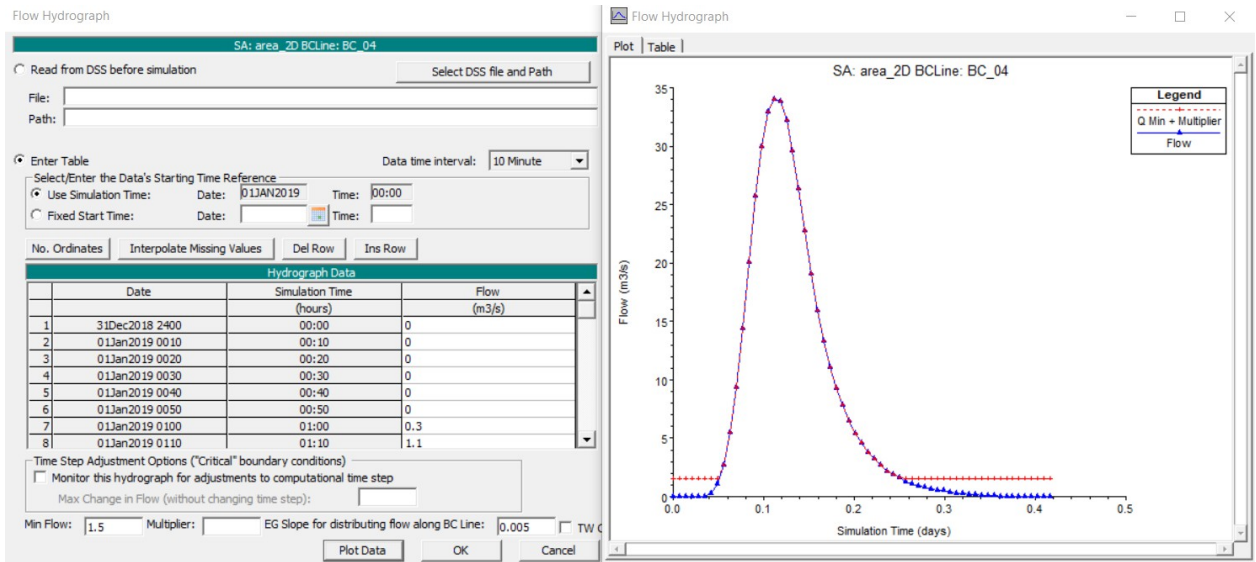 Flow Hydrograph
SA: area_2D BCLine: BC_04
Read from DSS before simulation
Select DSS file and Path
File:
Path:
Enter Table
Data time interval: 10 Minute
Select/Enter the Data's Starting Time Reference
Use Simulation Time: Date: 01JAN2019 Time: 00:00
Fixed Start Time: Date: Time:
No. Ordinates Interpolate Missing Values Del Row Ins Row
Hydrograph Data
Date Simulation Time Flow
(hours) (m3/s)
1 31Dec2018 2400 00:00 0
2 01Jan2019 0010 00:10 0
3 01Jan2019 0020 00:20 0
4 01Jan2019 0030 00:30 0
5 01Jan2019 0040 00:40 0
6 01Jan2019 0050 00:50 0
7 01Jan2019 0100 01:00 0.3
8 01Jan2019 0110 01:10 1.1
Time Step Adjustment Options ("Critical" boundary conditions)
Monitor this hydrograph for adjustments to computational time step
Max Change in Flow (without changing time step):
Min Flow: 1.5 Multiplier: EG Slope for distributing flow along BC Line: 0.005 TW
Plot Data OK Cancel
Flow Hydrograph
Plot Table
SA: area_2D BCLine: BC_04
Legend
Q Min + Multiplier
Flow
Flow (m3/s)
35
30
25
20
15
10
5
0
0.0 0.1 0.2 0.3 0.4 0.5
Simulation Time (days)